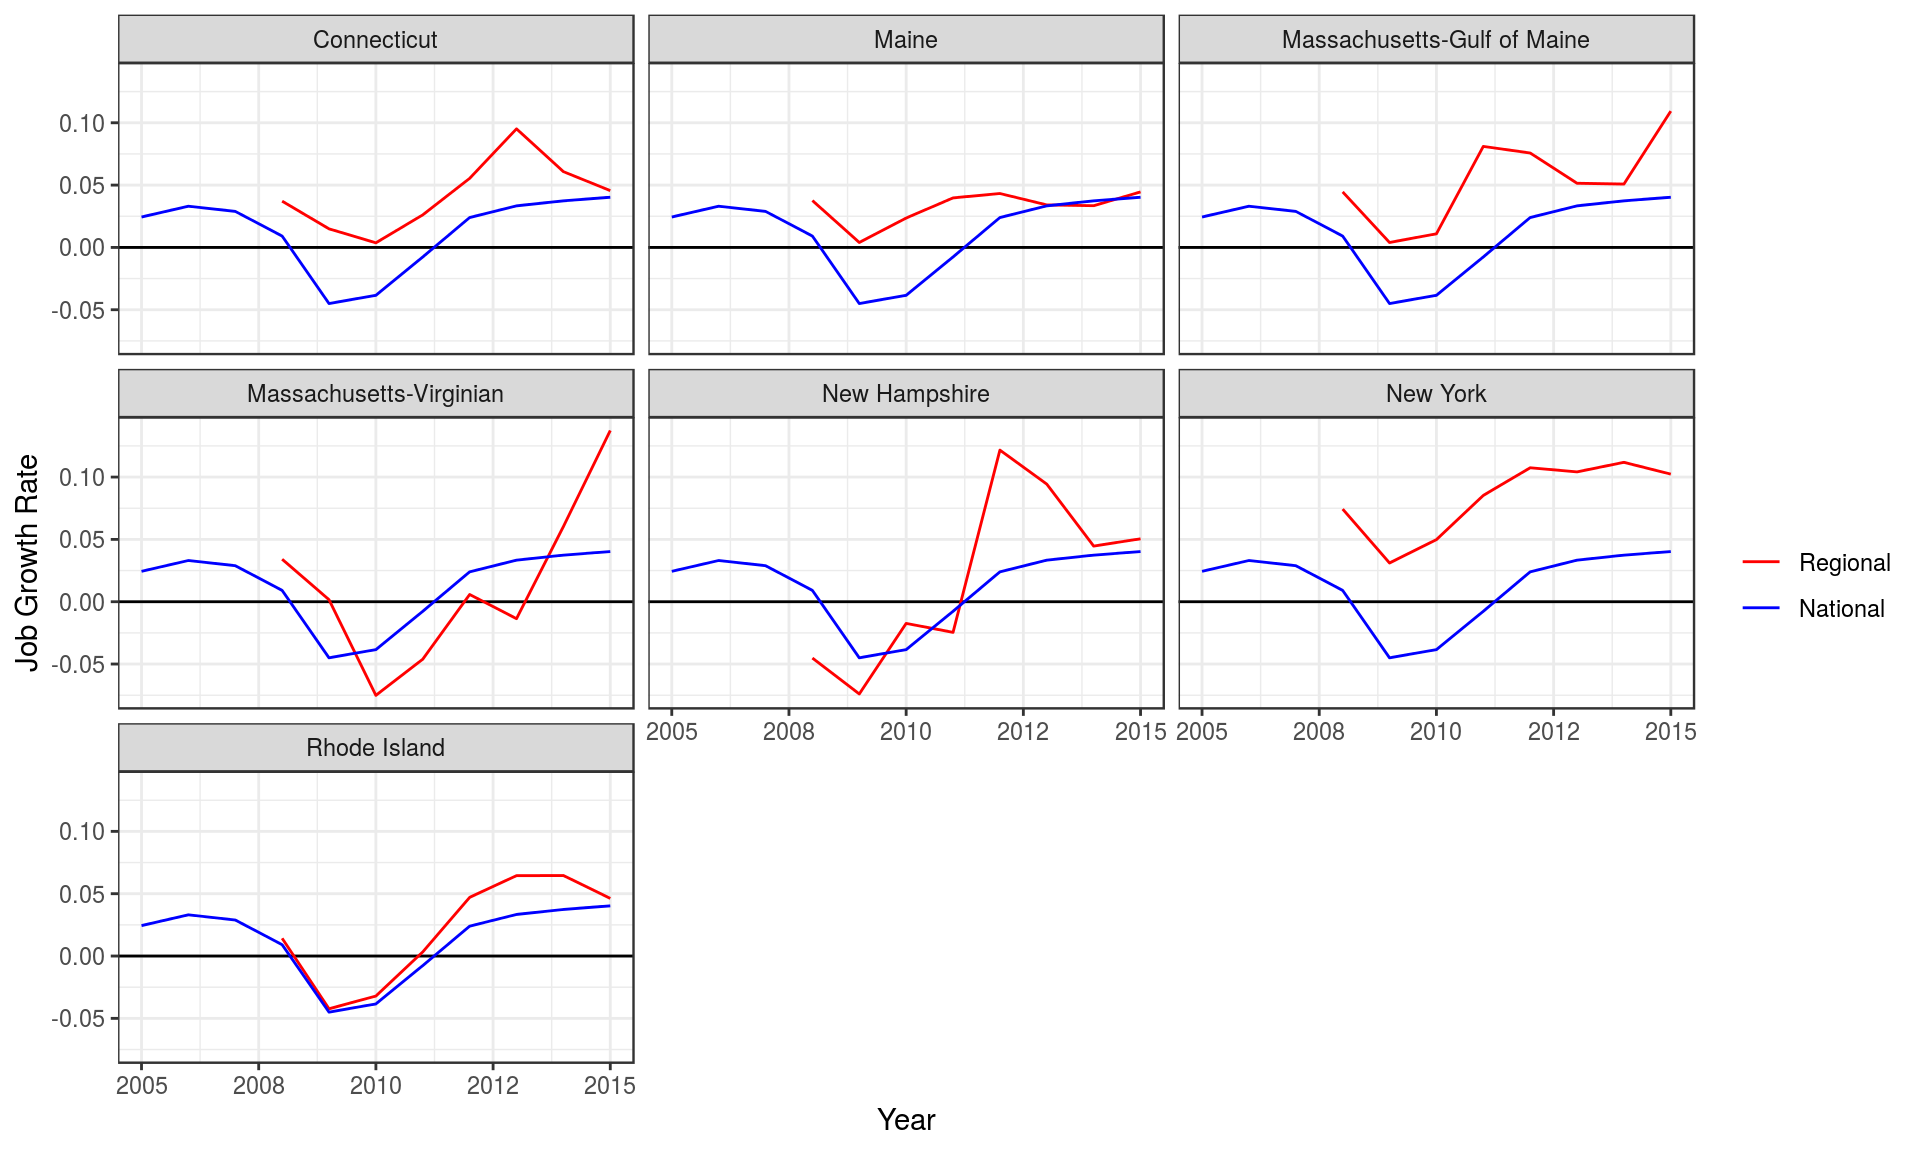 Connecticut
Maine
Massachusetts-Gulf of Maine
0.10
0.05
0.00
-0.05
Massachusetts-Virginian
New Hampshire
New York
0.10
0.05
0.00
-0.05
2005 2008 2010 2012 2015
2005 2008 2010 2012 2015
Rhode Island
0.10
0.05
0.00
-0.05
2005 2008 2010 2012 2015
Job Growth Rate
Year
Regional
National